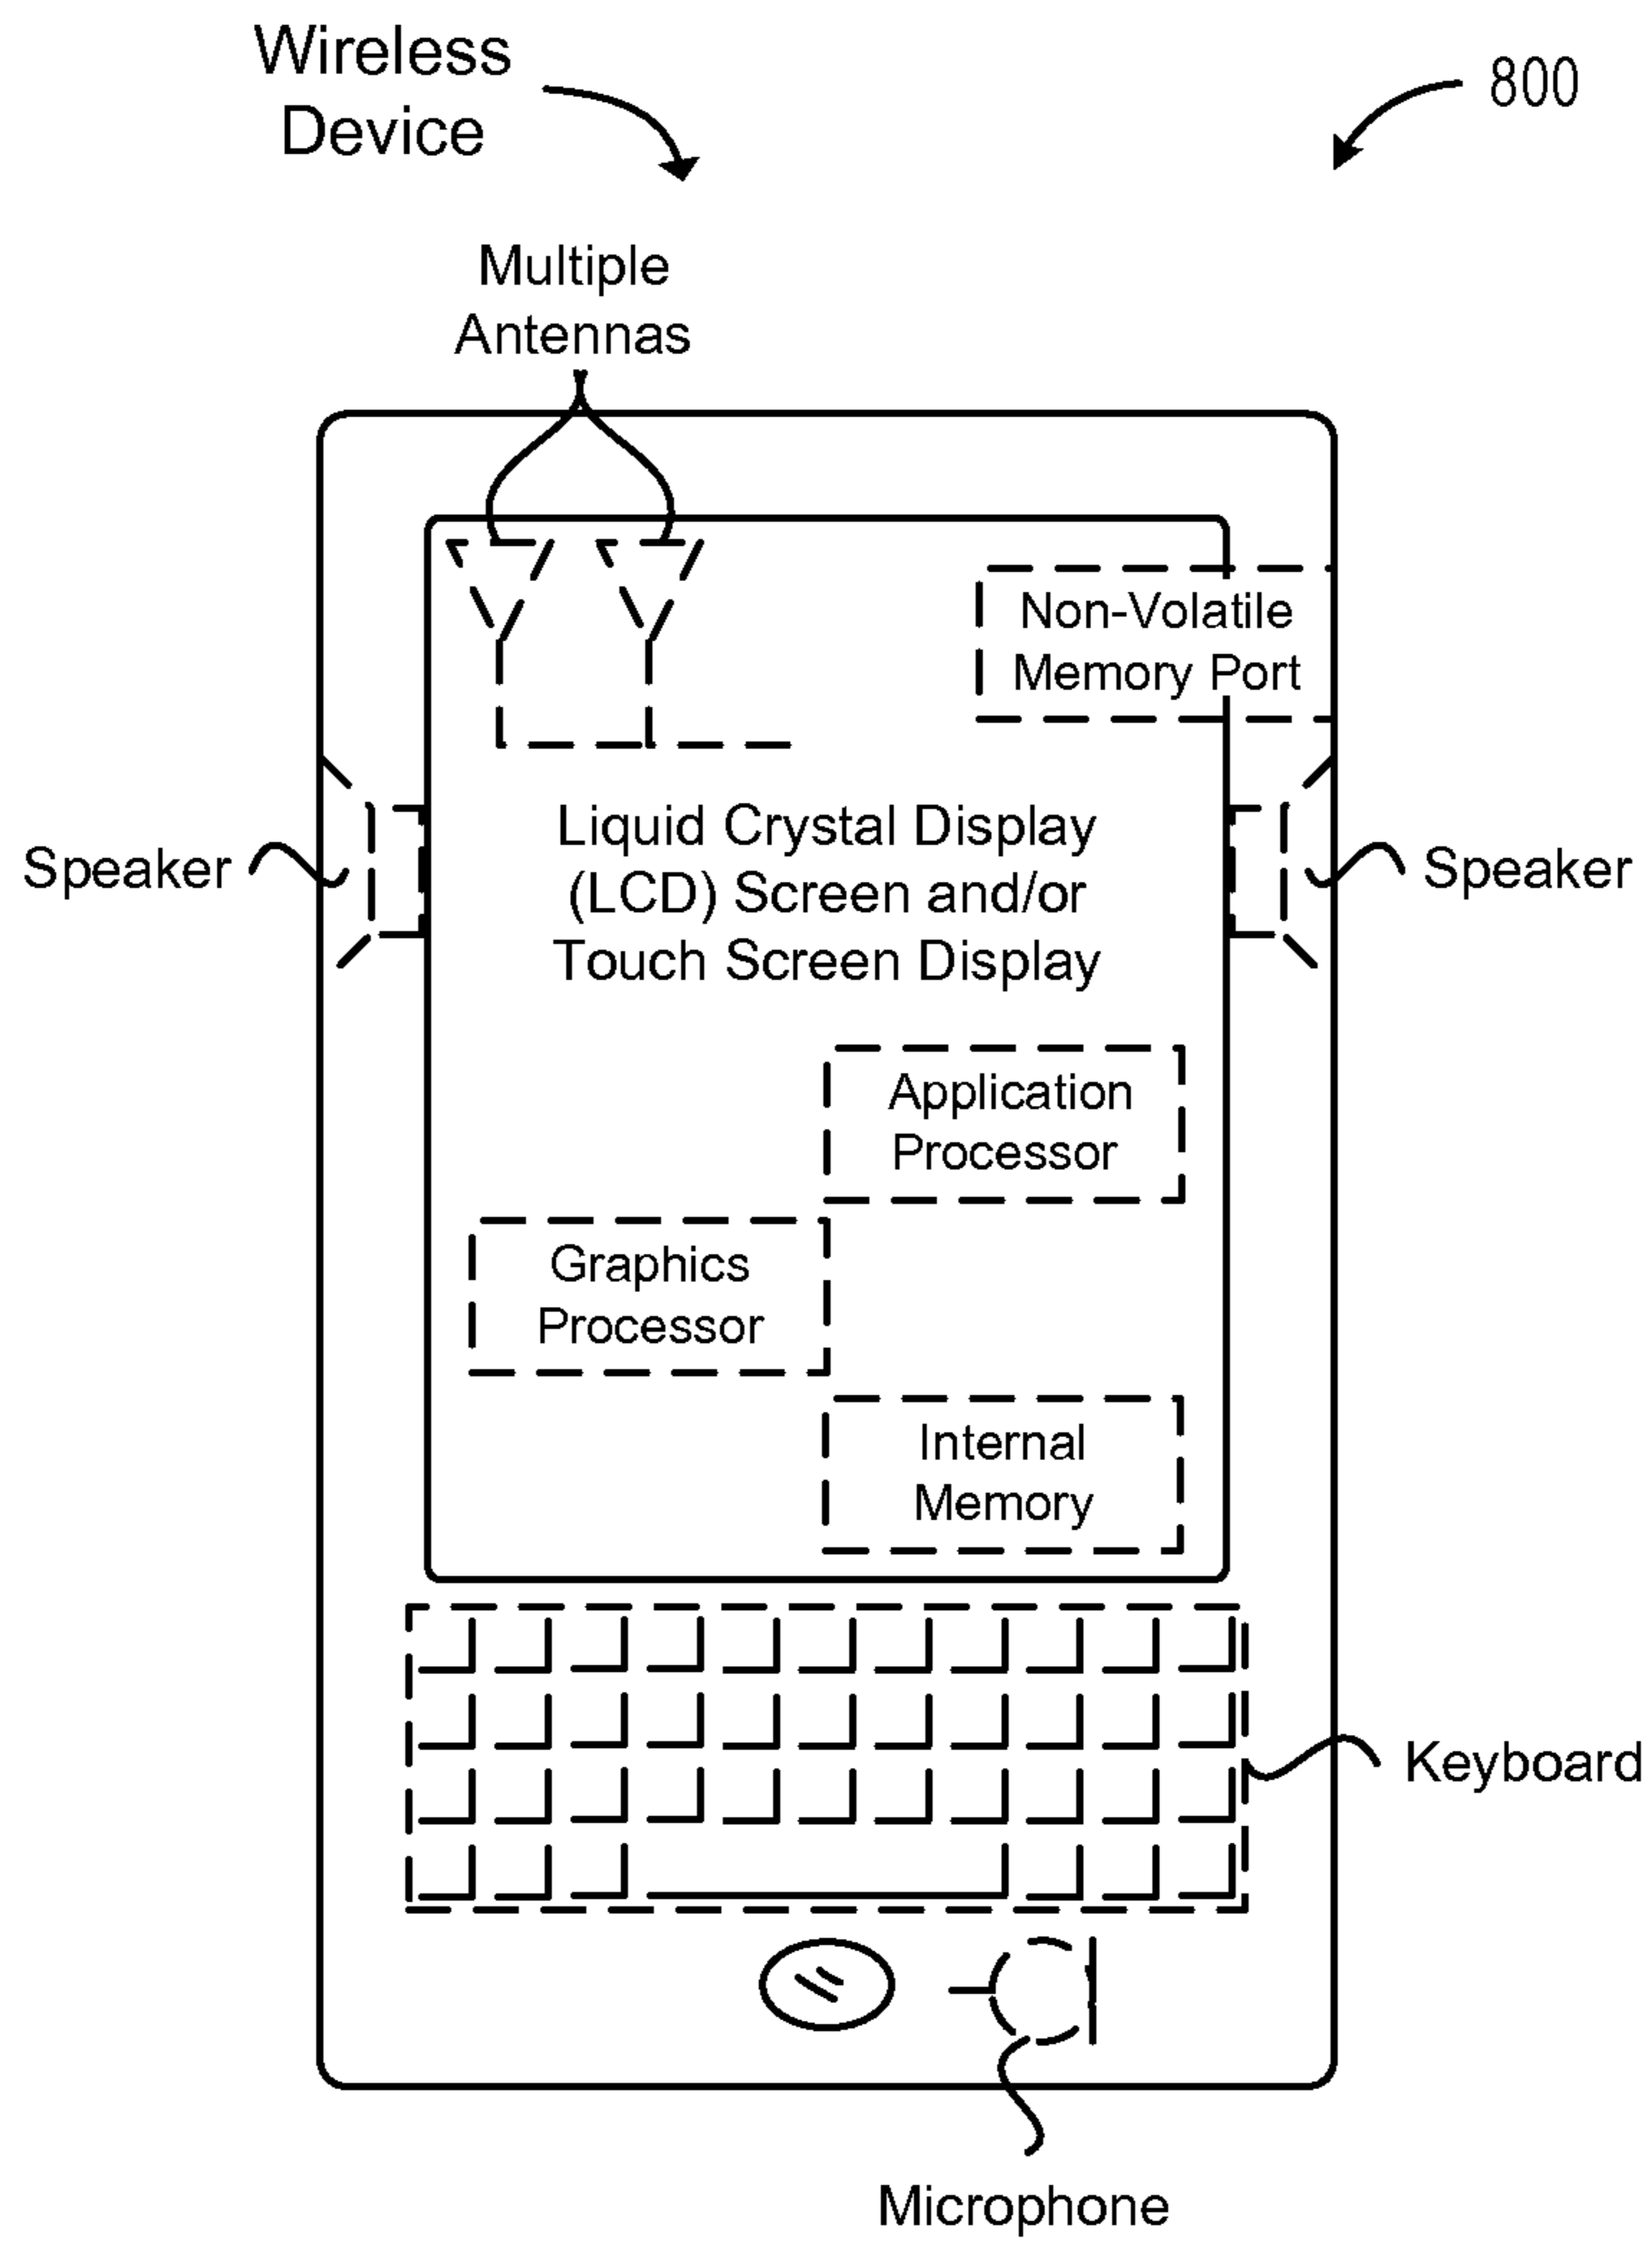 Wireless
Device
800
Multiple
Antennas
Non-Volatile
Memory Port
Liquid Crystal Display
(LCD) Screen and/or
Touch Screen Display
Speaker
Speaker
Application
Processor
Graphics
Processor
Internal
Memory
Keyboard
Microphone